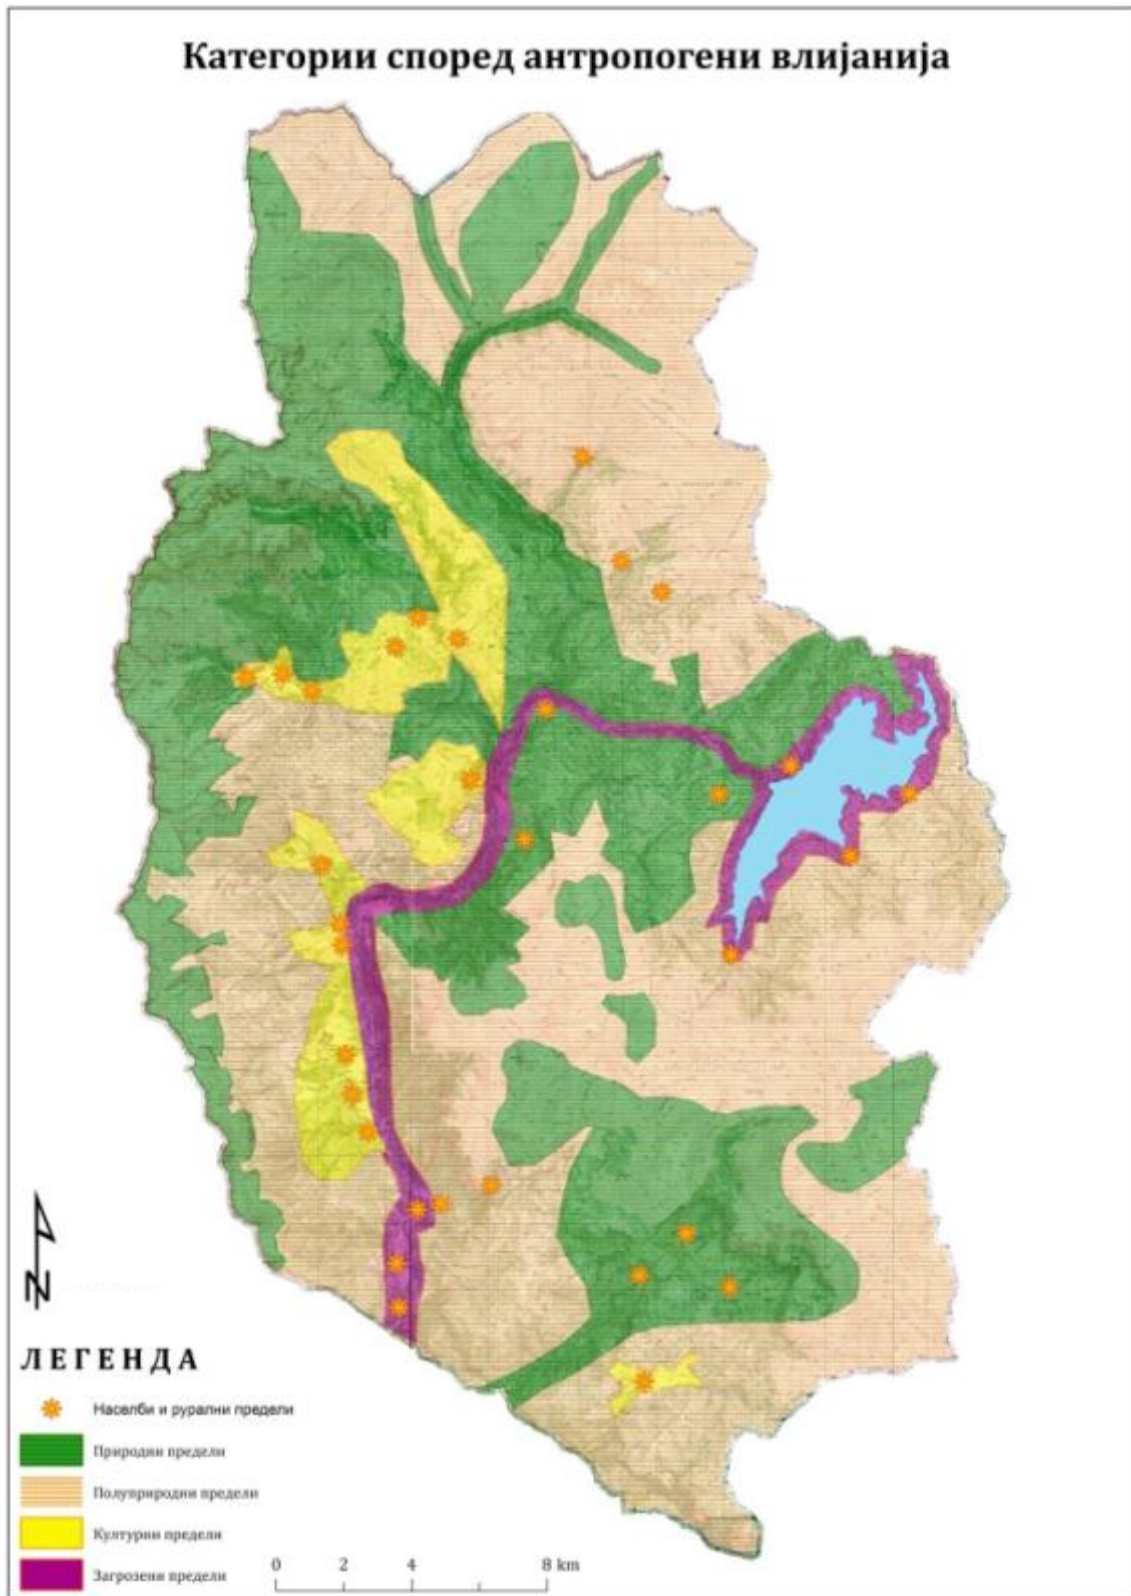 Категории според антропогени влијанија
N
ЛЕГЕНДА
Населби и рурални предели
Природни предели
Полуприродни предели
Културни предели
Загрозени предели
0 2 4 8 km